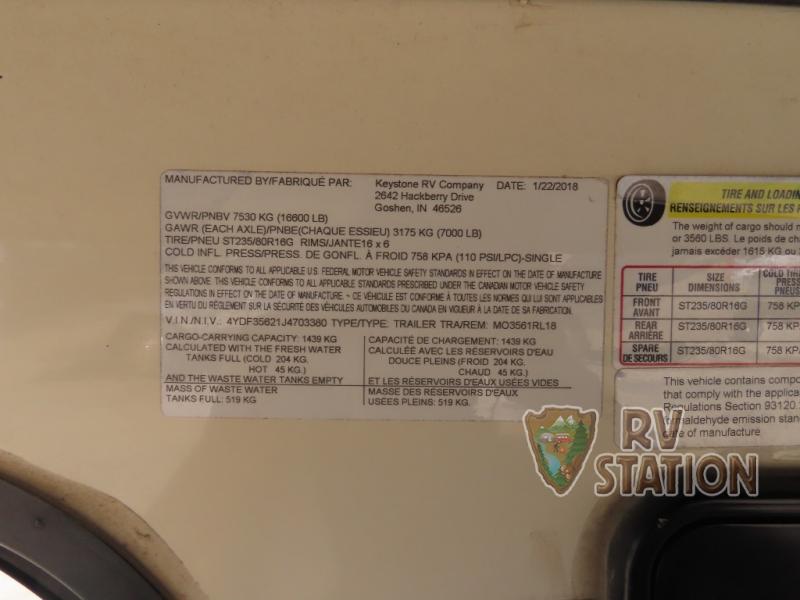 MANUFACTURED BY/FABRIQUÉ PAR: Keystone RV Company DATE: 1/22/2018
2642 Hackberry Drive
Goshen, IN 46526
GVWR/PNBV 7530 KG (16600 LB)
GAWR (EACH AXLE)/PNBE(CHAQUE ESSIEU) 3175 KG (7000 LB)
TIRE/PNEU ST235/80R16G RIMS/JANTE16 x 6
COLD INFL. PRESS/PRESS. DE GONFL. À FROID 758 KPA (110 PSI/LPC)-SINGLE
THIS VEHICLE CONFORMS TO ALL APPLICABLE U.S. FEDERAL MOTOR VEHICLE SAFETY STANDARDS IN EFFECT ON THE DATE OF MANUFACTURE
SHOWN ABOVE. THIS VEHICLE CONFORMS TO ALL APPLICABLE STANDARDS PRESCRIBED UNDER THE CANADIAN MOTOR VEHICLE SAFETY
REGULATIONS IN EFFECT ON THE DATE OF MANUFACTURE. ~ CE VÉHICULE EST CONFORME À TOUTES LES NORMES QUI LUI SONT APPLICABLES
EN VERTU DU RÈGLEMENT SUR LA SÉCURITÉ DES VÉHICULES AUTOMOBILES DU CANADA EN VIGUEUR À LA DATE DE SA FABRICATION.
V.I.N./N.I.V.: 4YDF35621J4703380 TYPE/TYPE: TRAILER TRA/REM: MO3561RL18
CARGO-CARRYING CAPACITY: 1439 KG
CALCULATED WITH THE FRESH WATER
TANKS FULL (COLD 204 KG.
HOT 45 KG.)
AND THE WASTE WATER TANKS EMPTY
MASS OF WASTE WATER
TANKS FULL: 519 KG
CAPACITÉ DE CHARGEMENT: 1439 KG
CALCULÉE AVEC LES RÉSERVOIRS D'EAU
DOUCE PLEINS (FROID 204 KG.
CHAUD 45 KG.)
ET LES RÉSERVOIRS D'EAUX USÉES VIDES
MASSE DES RÉSERVOIRS D'EAUX
USÉES PLEINS: 519 KG.
TIRE AND LOADIN
RENSEIGNEMENTS SUR LES
The weight of cargo should
or 3560 LBS. Le poids de
jamais excéder 1615 KG ou
TIRE SIZE COLD TIRE
PNEU DIMENSIONS PRESS
PNEUS
FRONT
AVANT ST235/80R16G 758 KP
REAR
ARRIÈRE ST235/80R16G 758 KP
SPARE
DE SECOURS ST235/80R16G 758 KP
This vehicle contains compo
that comply with the applica
Regulations Section 93120.
formaldehyde emission stan
date of manufacture
RV
STATION